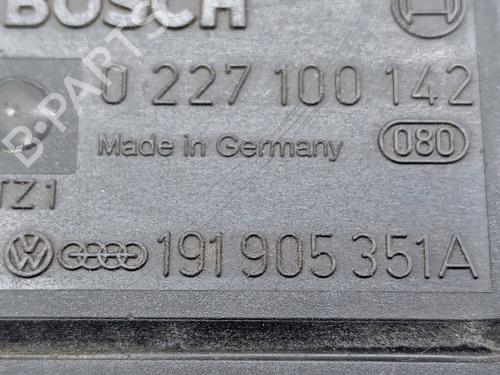 BOSCH
0 227 100 142
Made in Germany 080
TZ1
191 905 351A
B-PARTS